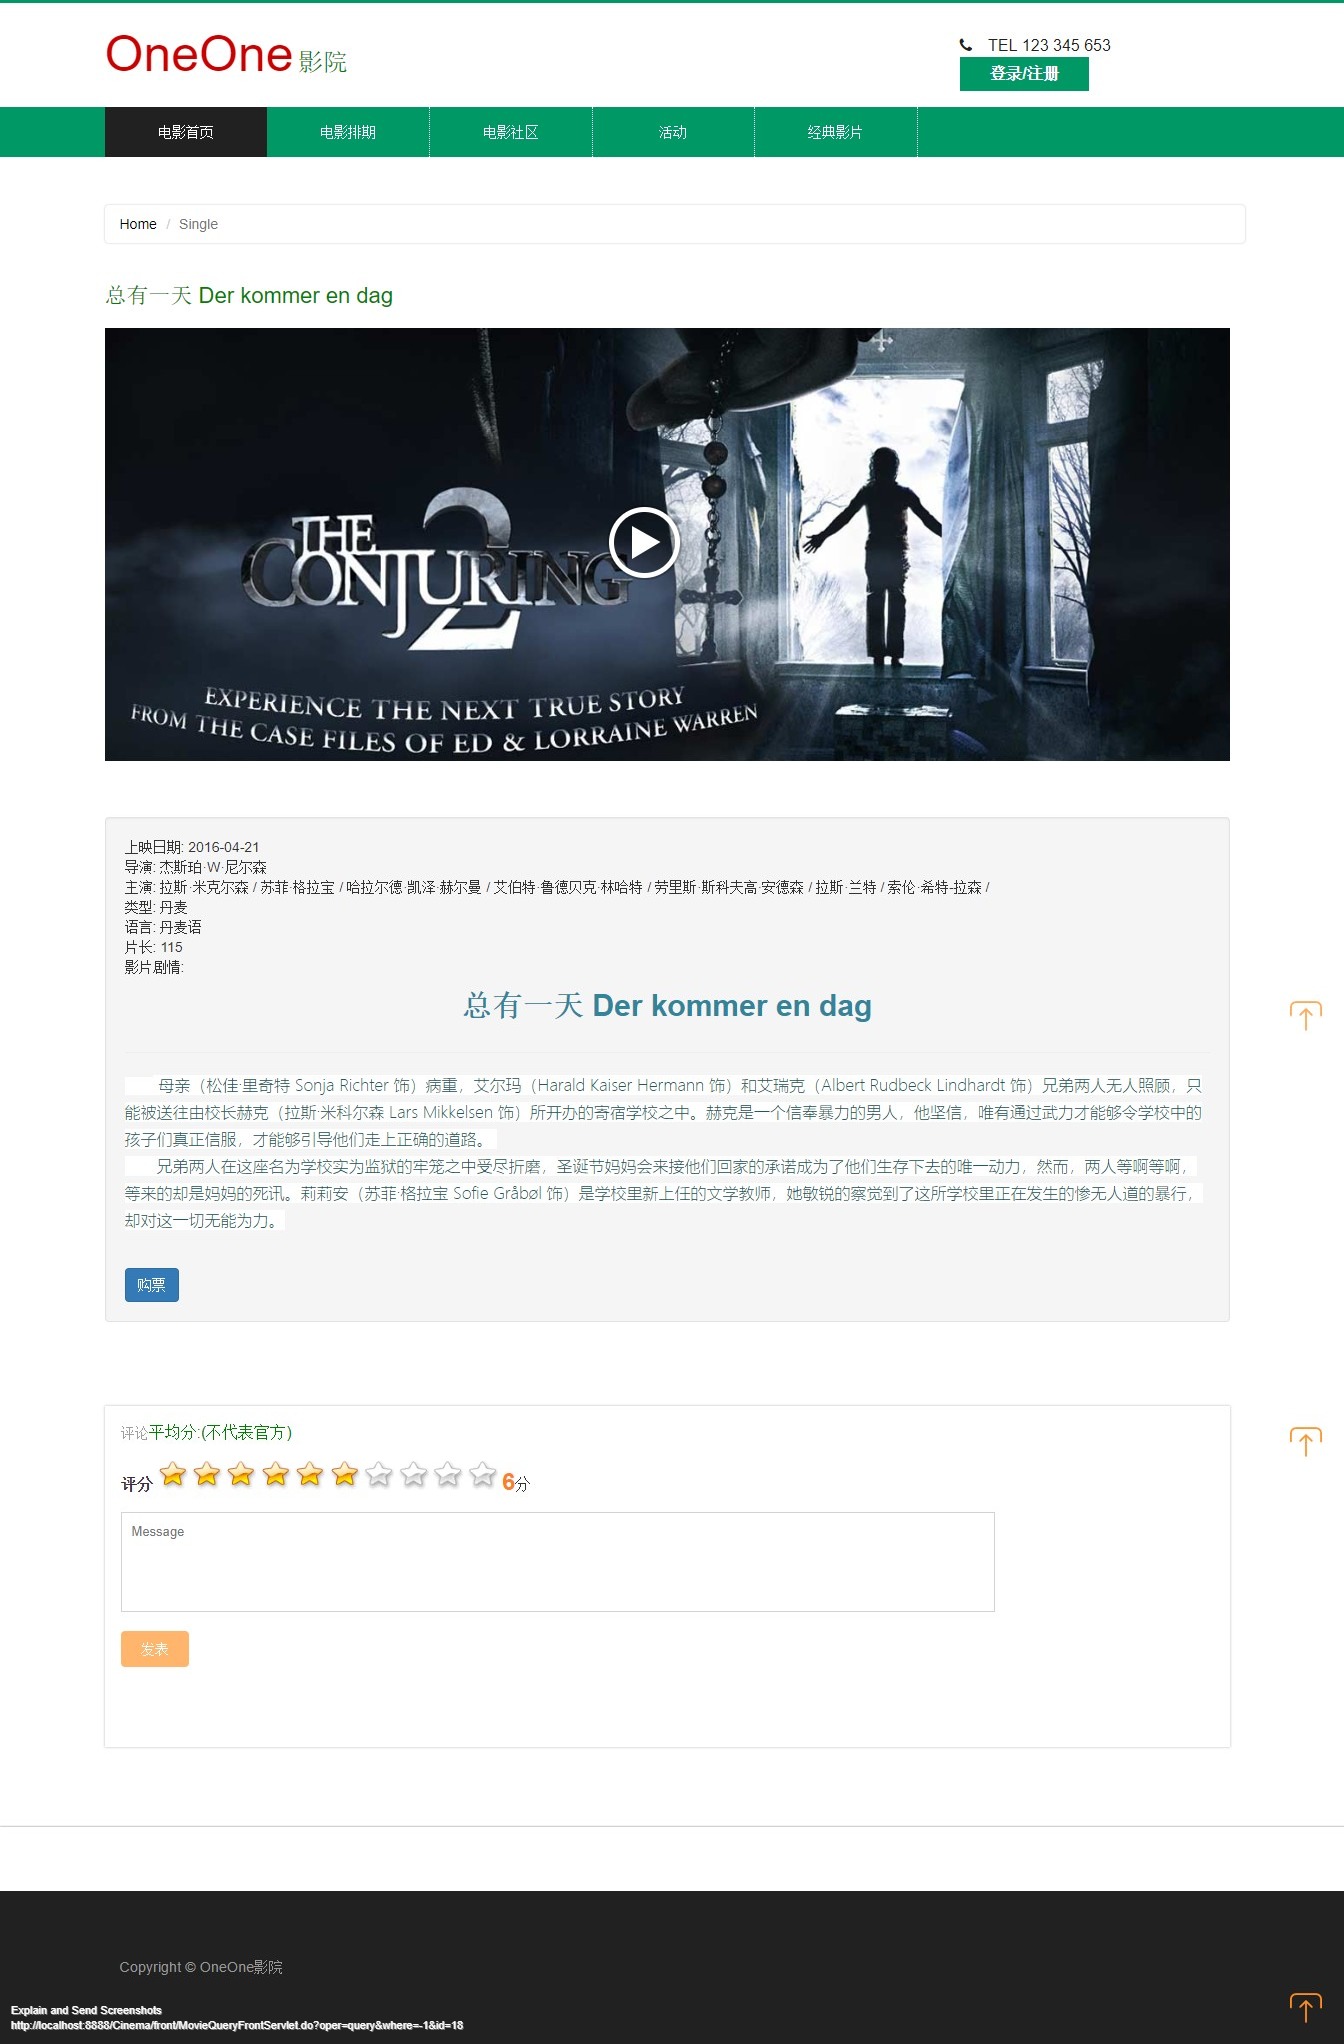 OneOne 影院
TEL 123 345 653
登录/注册
电影首页
电影排期
电影社区
活动
经典影片
Home / Single
总有一天 Der kommer en dag
THE
CONJURING
2
EXPERIENCE THE NEXT TRUE STORY
FROM THE CASE FILES OF ED & LORRAINE WARREN
上映日期: 2016-04-21
导演: 杰斯珀·W·尼尔森
主演: 拉斯·米克尔森 / 苏菲·格拉宝 / 哈拉尔德·凯泽·赫尔曼 / 艾伯特·鲁德贝克·林哈特 / 劳里斯·斯科夫高·安德森 / 拉斯·兰特 / 索伦·希特-拉森 /
类型: 丹麦
语言: 丹麦语
片长: 115
影片剧情:
总有一天 Der kommer en dag
母亲（松佳·里奇特 Sonja Richter 饰）病重，艾尔玛（Harald Kaiser Hermann 饰）和艾瑞克（Albert Rudbeck Lindhardt 饰）兄弟两人无人照顾，只
能被送往由校长赫克（拉斯·米科尔森 Lars Mikkelsen 饰）所开办的寄宿学校之中。赫克是一个信奉暴力的男人，他坚信，唯有通过武力才能够令学校中的
孩子们真正信服，才能够引导他们走上正确的道路。
兄弟两人在这座名为学校实为监狱的牢笼之中受尽折磨，圣诞节妈妈会来接他们回家的承诺成为了他们生存下去的唯一动力，然而，两人等啊等啊，
等来的却是妈妈的死讯。莉莉安（苏菲·格拉宝 Sofie Gråbøl 饰）是学校里新上任的文学教师，她敏锐的察觉到了这所学校里正在发生的惨无人道的暴行，
却对这一切无能为力。
购票
评论平均分:(不代表官方)
评分 6分
Message
发表
Copyright © OneOne影院
Explain and Send Screenshots
http://localhost:8888/Cinema/front/MovieQueryFrontServlet.do?oper=query&where=-1&id=18